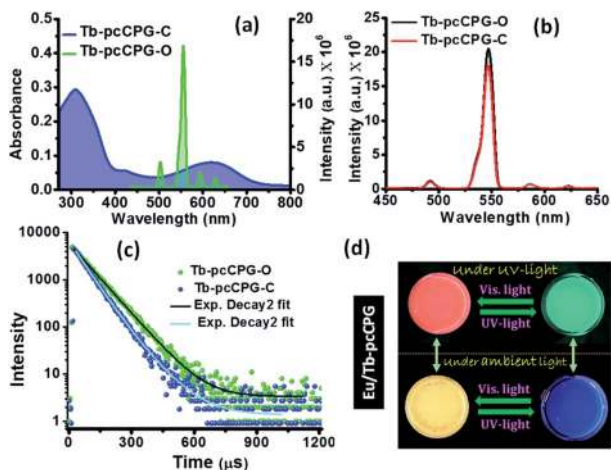 (a)
Tb-pcCPG-C
Tb-pcCPG-O
Absorbance
0.5
0.4
0.3
0.2
0.1
0.0
20
15
10
5
0
Intensity (a.u.) X 10⁶
300 400 500 600 700 800
Wavelength (nm)
(b)
Tb-pcCPG-O
Tb-pcCPG-C
Intensity (a.u.) X 10⁶
25
20
15
10
5
0
450 500 550 600 650
Wavelength (nm)
(c)
Tb-pcCPG-O
Tb-pcCPG-C
Exp. Decay2 fit
Exp. Decay2 fit
Intensity
10000
1000
100
10
1
0 300 600 900 1200
Time (μs)
(d)
Eu/Tb-pcCPG
Under UV-light
Vis. light
UV-light
under ambient light
Vis. light
UV-light